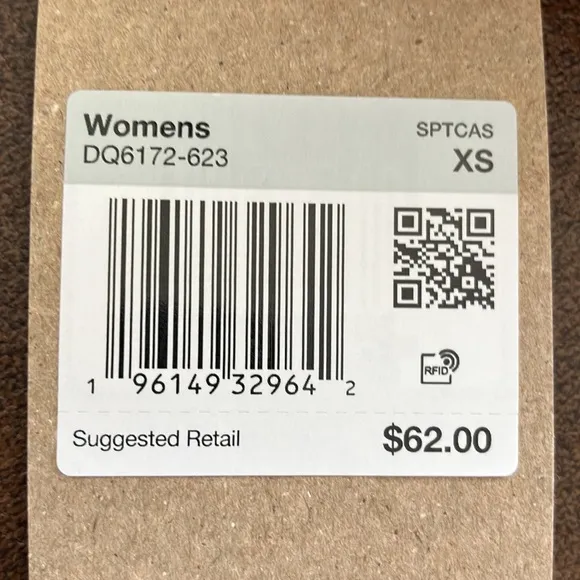 Womens
SPTCAS
DQ6172-623
XS
RFID
1 96149 32964 2
Suggested Retail
$62.00